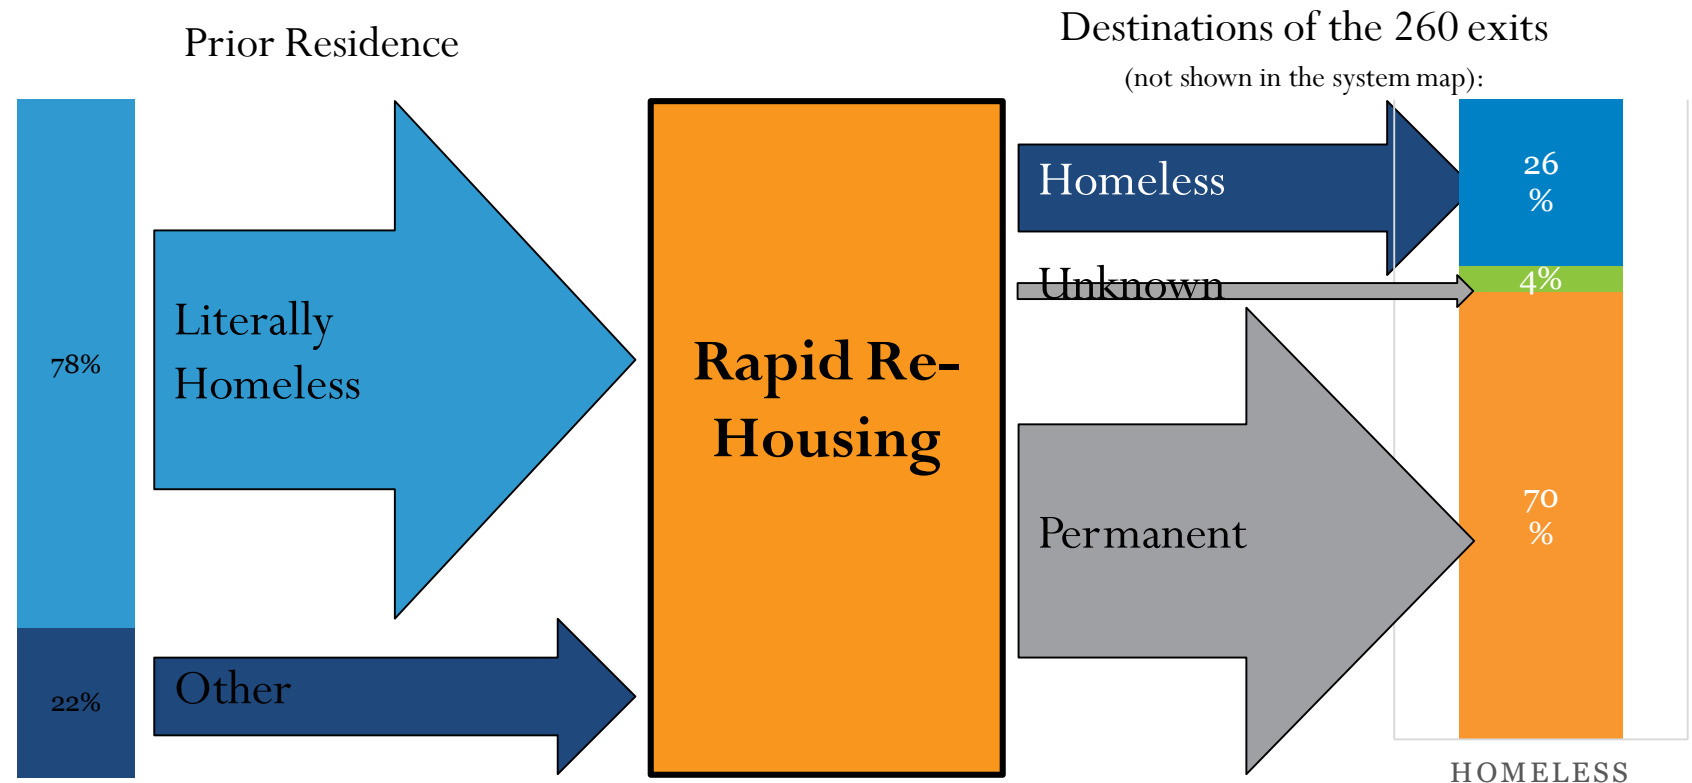 Prior Residence
Destinations of the 260 exits
(not shown in the system map):
78%
22%
Literally
Homeless
Other
Rapid Re-
Housing
Homeless
Unknown
Permanent
26
%
4%
70
%
HOMELESS